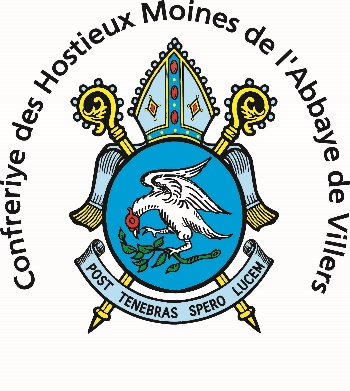 Confreriye des Hostieux Moines de l'Abbaye de Villers
POST TENEBRAS SPERO LUCEM